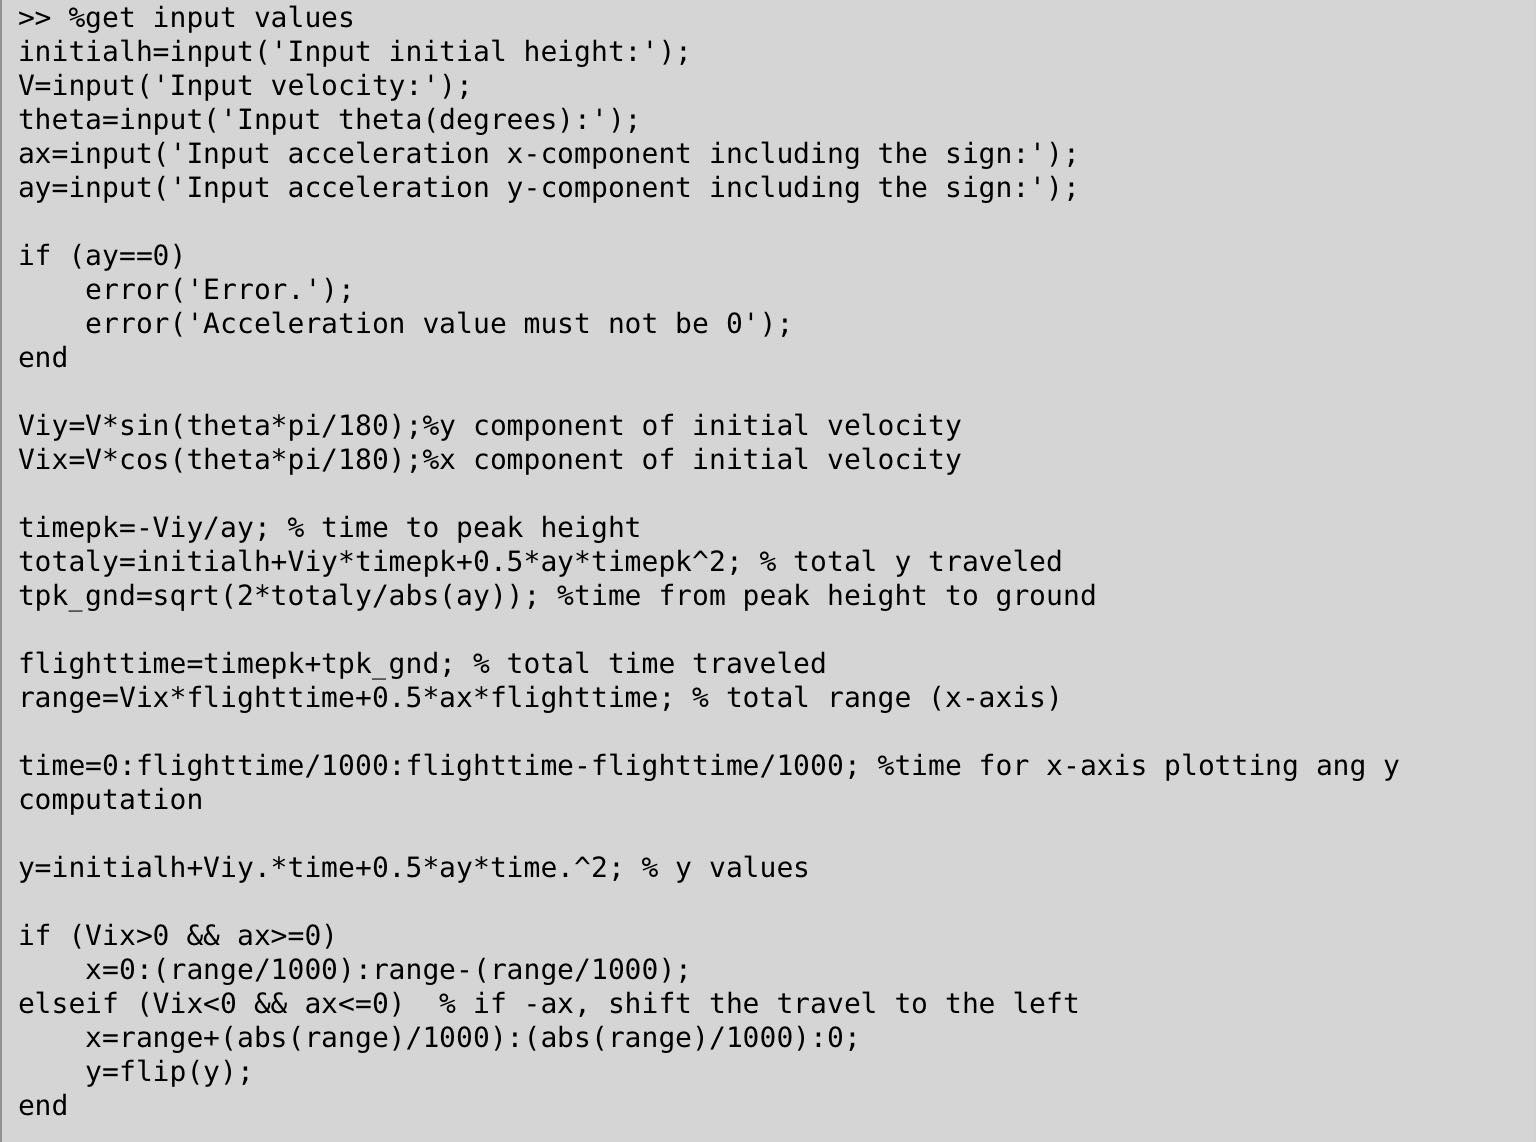 >> %get input values
initialh=input('Input initial height:');
V=input('Input velocity:');
theta=input('Input theta(degrees):');
ax=input('Input acceleration x-component including the sign:');
ay=input('Input acceleration y-component including the sign:');

if (ay==0)
    error('Error.');
    error('Acceleration value must not be 0');
end

Viy=V*sin(theta*pi/180);%y component of initial velocity
Vix=V*cos(theta*pi/180);%x component of initial velocity

timepk=-Viy/ay; % time to peak height
totaly=initialh+Viy*timepk+0.5*ay*timepk^2; % total y traveled
tpk_gnd=sqrt(2*totaly/abs(ay)); %time from peak height to ground

flighttime=timepk+tpk_gnd; % total time traveled
range=Vix*flighttime+0.5*ax*flighttime; % total range (x-axis)

time=0:flighttime/1000:flighttime-flighttime/1000; %time for x-axis plotting ang y
computation

y=initialh+Viy.*time+0.5*ay*time.^2; % y values

if (Vix>0 && ax>=0)
    x=0:(range/1000):range-(range/1000);
elseif (Vix<0 && ax<=0)  % if -ax, shift the travel to the left
    x=range+(abs(range)/1000):(abs(range)/1000):0;
    y=flip(y);
end